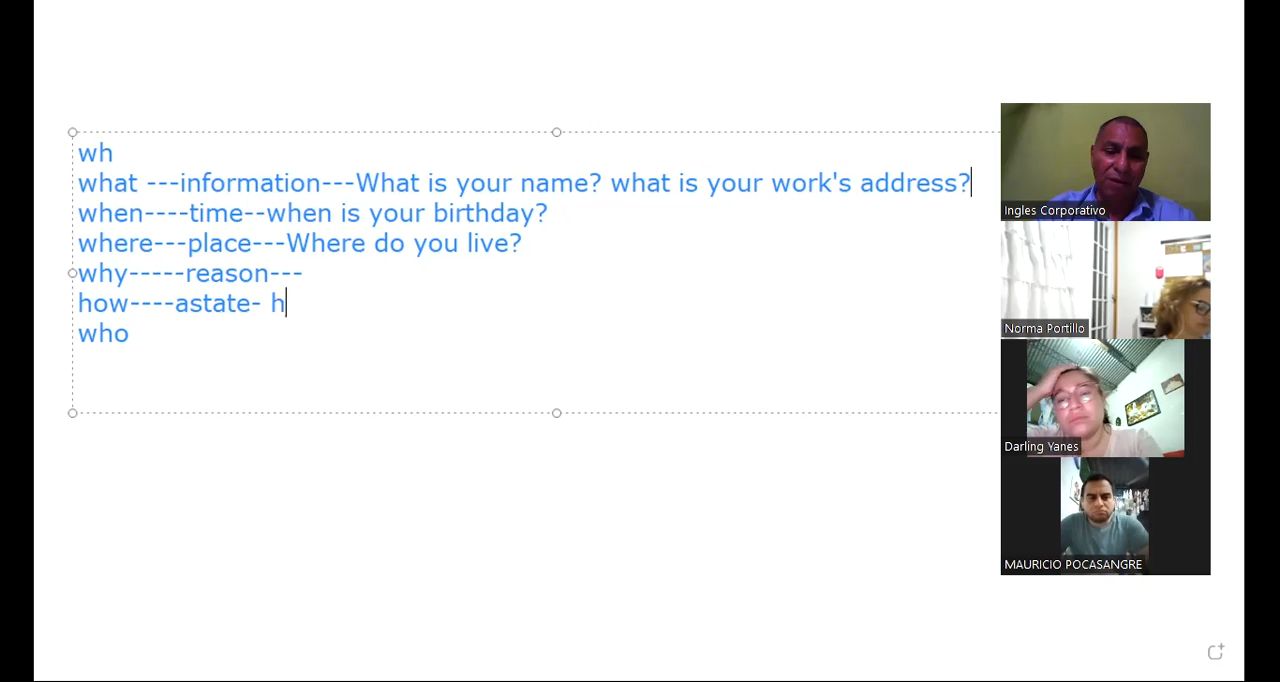 wh
what ---information---What is your name? what is your work's address?
when----time--when is your birthday?
where---place---Where do you live?
why-----reason---
how----astate- h
who
Ingles Corporativo
Norma Portillo
Darling Yanes
MAURICIO POCASANGRE